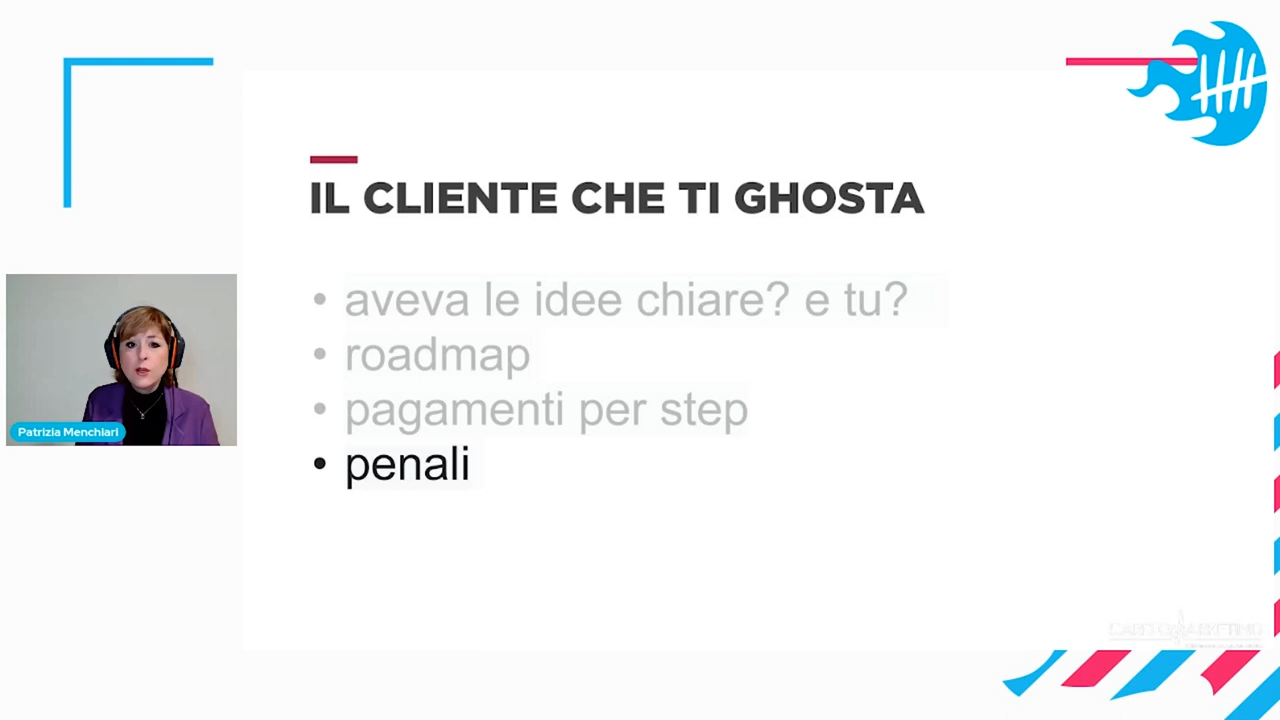 IL CLIENTE CHE TI GHOSTA
• aveva le idee chiare? e tu?
• roadmap
• pagamenti per step
• penali
Patrizia Menchiari